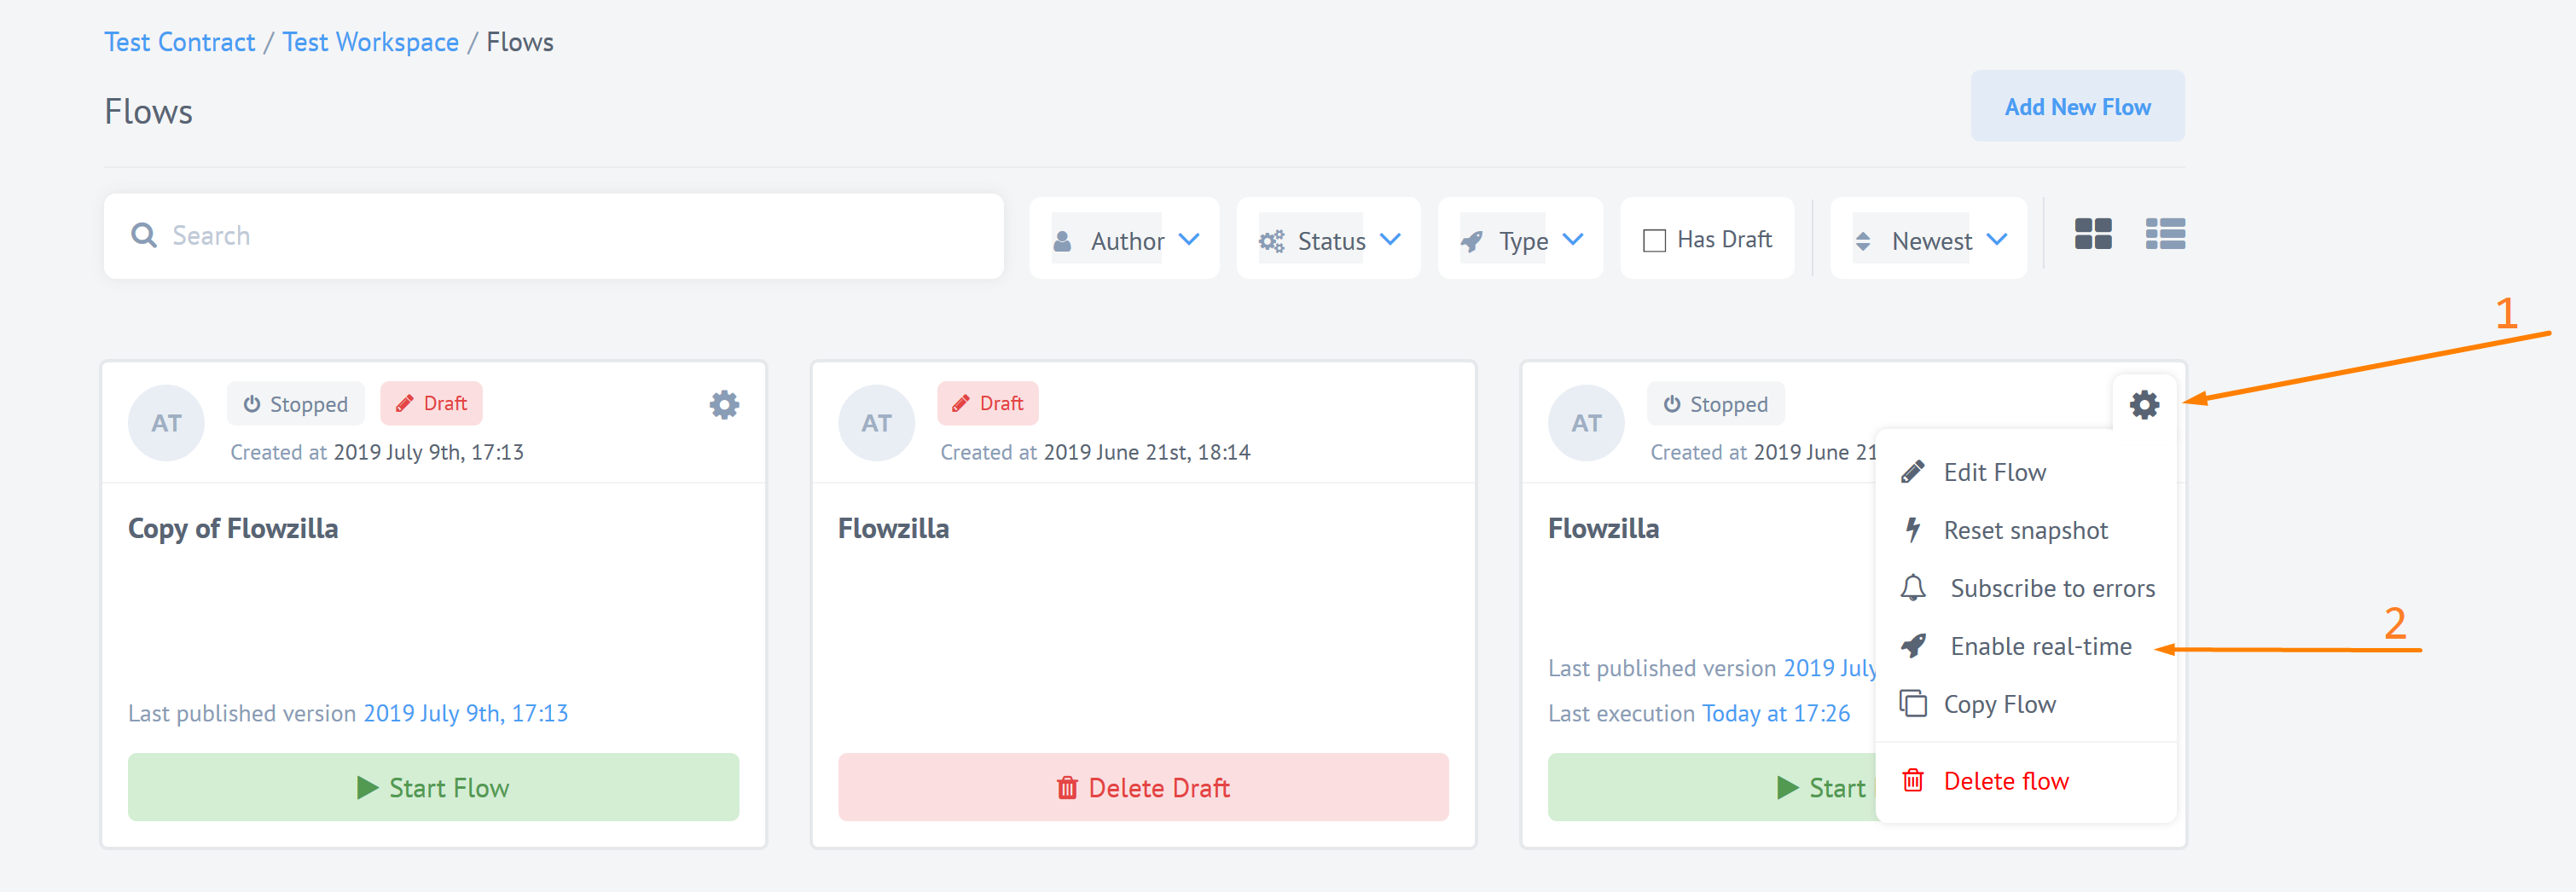 Test Contract / Test Workspace / Flows
Flows
Add New Flow
Search
Author
Status
Type
Has Draft
Newest
1
AT
Stopped
Draft
Created at 2019 July 9th, 17:13
Copy of Flowzilla
Last published version 2019 July 9th, 17:13
Start Flow
AT
Draft
Created at 2019 June 21st, 18:14
Flowzilla
Delete Draft
AT
Stopped
Created at 2019 June 21
Flowzilla
Last published version 2019 July
Last execution Today at 17:26
Start
Edit Flow
Reset snapshot
Subscribe to errors
Enable real-time
2
Copy Flow
Delete flow